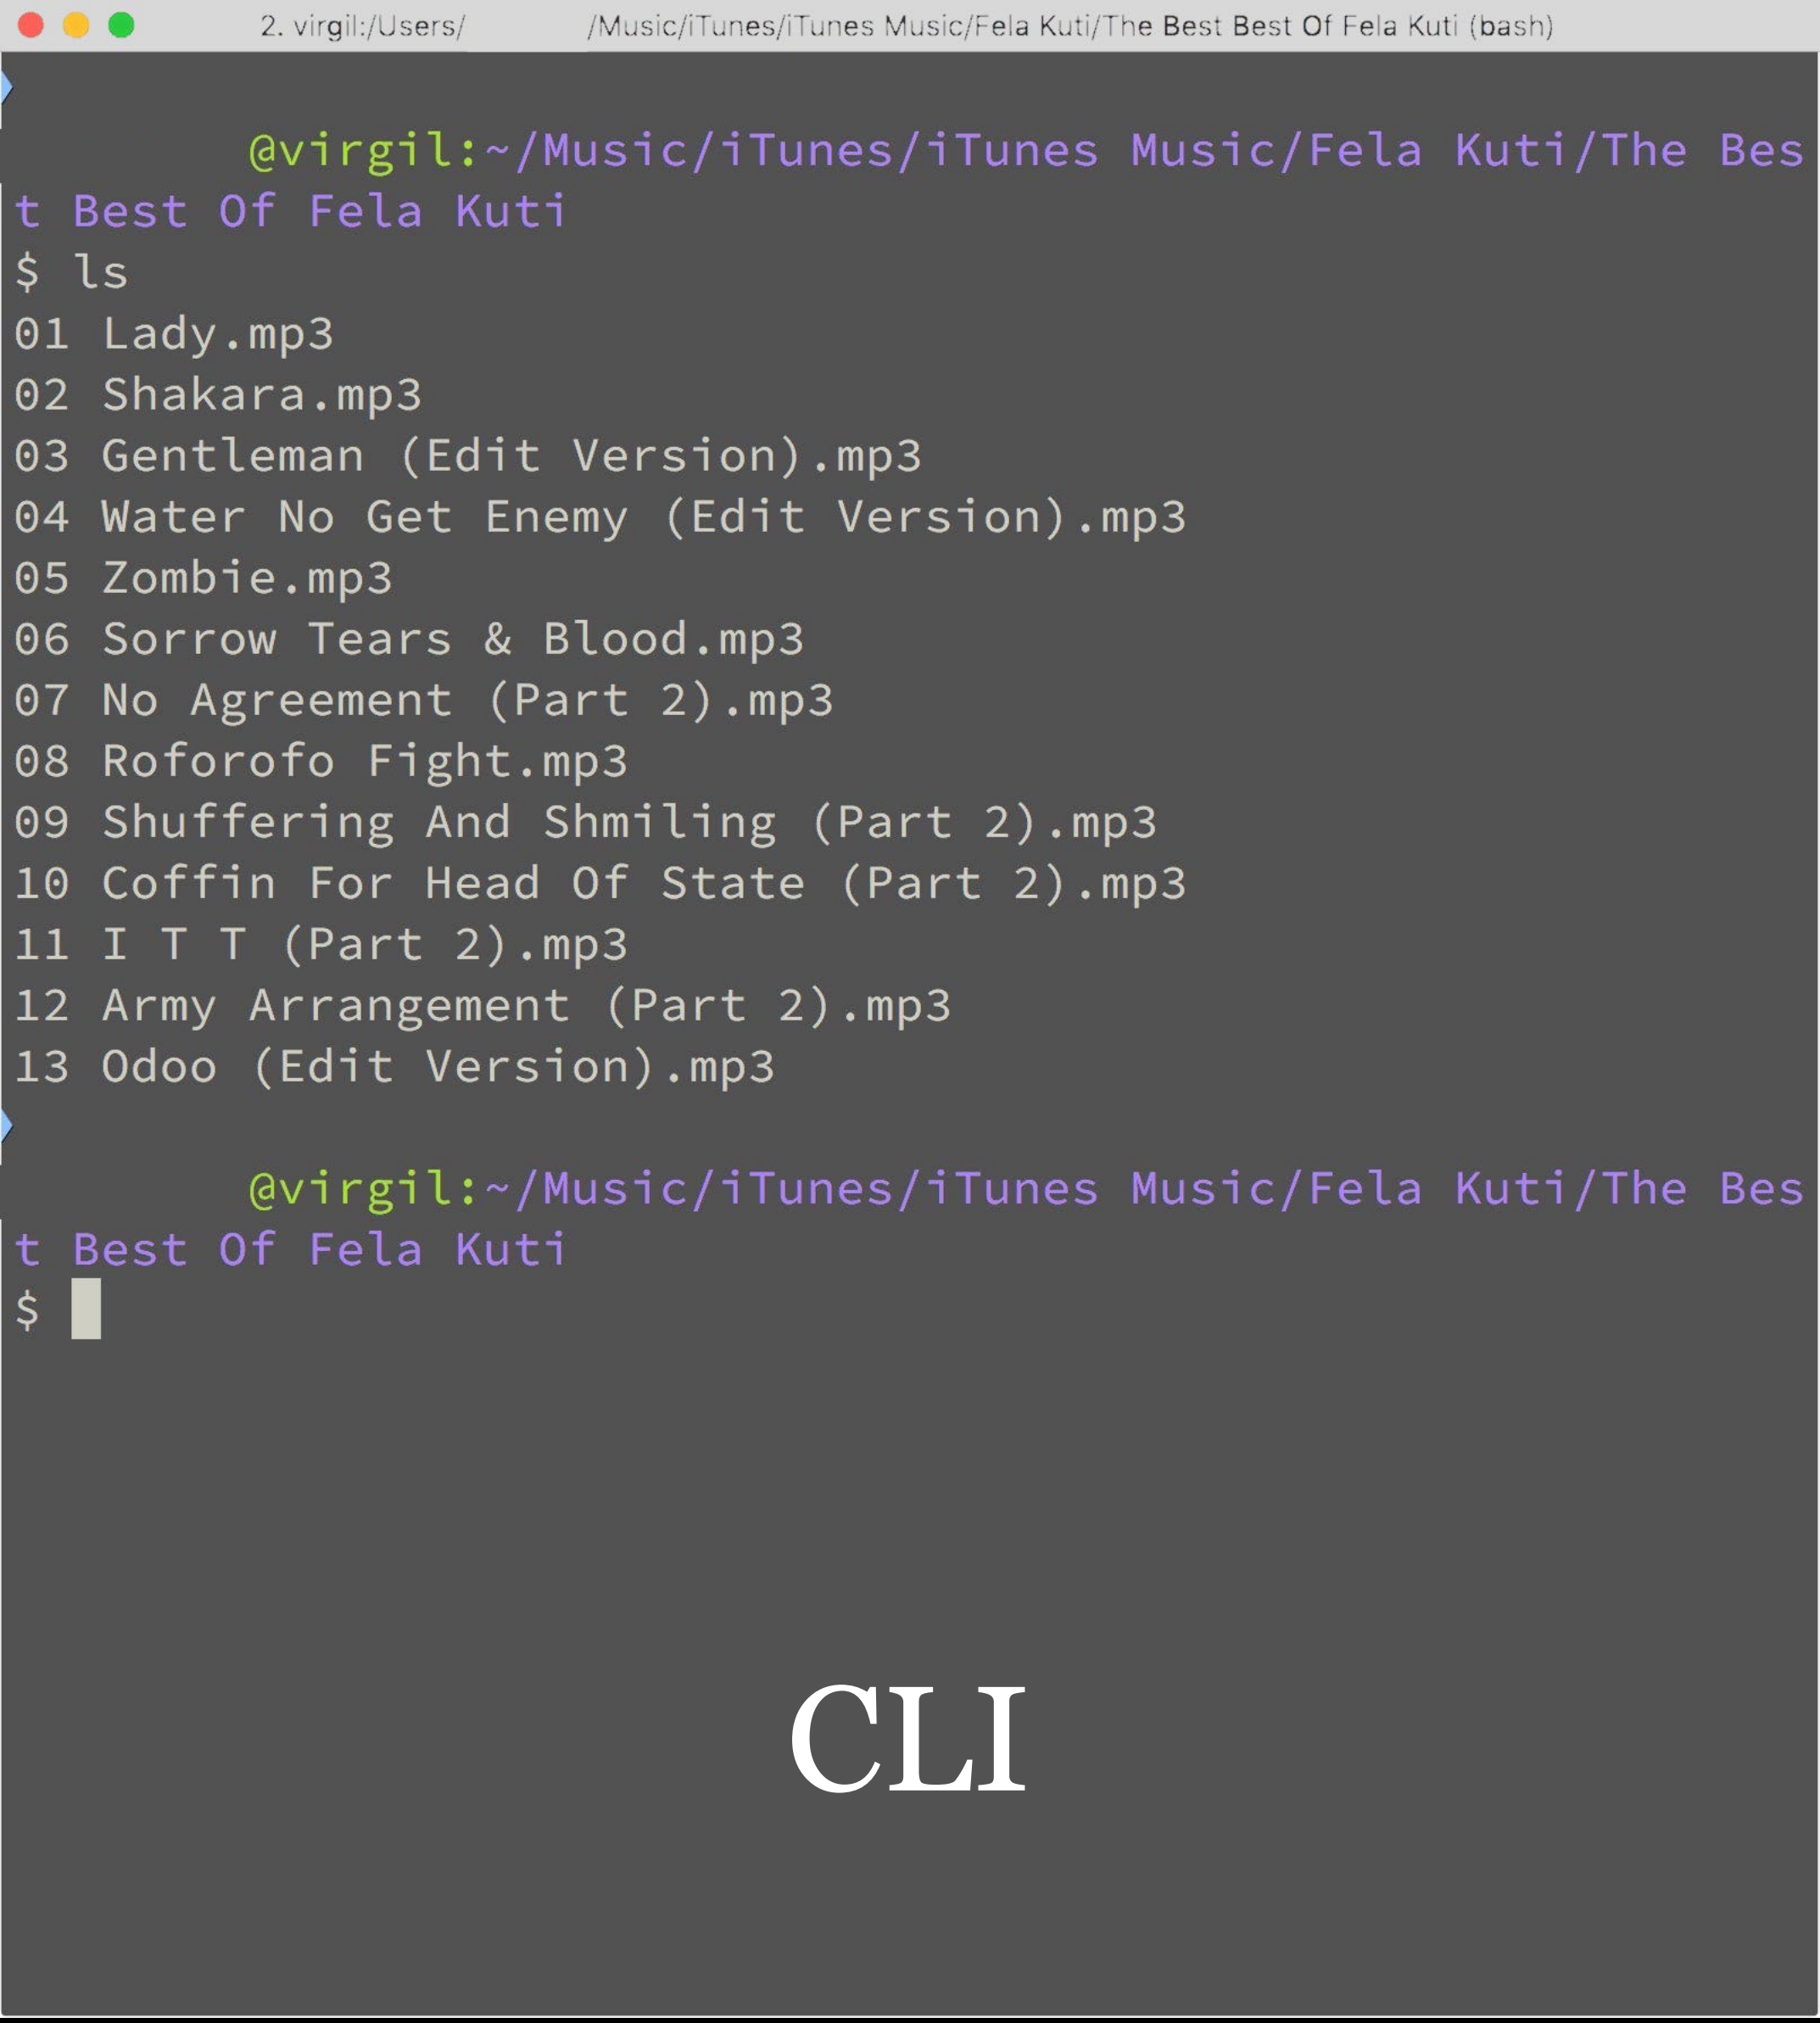 2. virgil:/Users/ /Music/iTunes/iTunes Music/Fela Kuti/The Best Best Of Fela Kuti (bash)
@virgil:~/Music/iTunes/iTunes Music/Fela Kuti/The Bes
t Best Of Fela Kuti
$ ls
01 Lady.mp3
02 Shakara.mp3
03 Gentleman (Edit Version).mp3
04 Water No Get Enemy (Edit Version).mp3
05 Zombie.mp3
06 Sorrow Tears & Blood.mp3
07 No Agreement (Part 2).mp3
08 Roforofo Fight.mp3
09 Shuffering And Shmiling (Part 2).mp3
10 Coffin For Head Of State (Part 2).mp3
11 I T T (Part 2).mp3
12 Army Arrangement (Part 2).mp3
13 Odoo (Edit Version).mp3
@virgil:~/Music/iTunes/iTunes Music/Fela Kuti/The Bes
t Best Of Fela Kuti
$
CLI